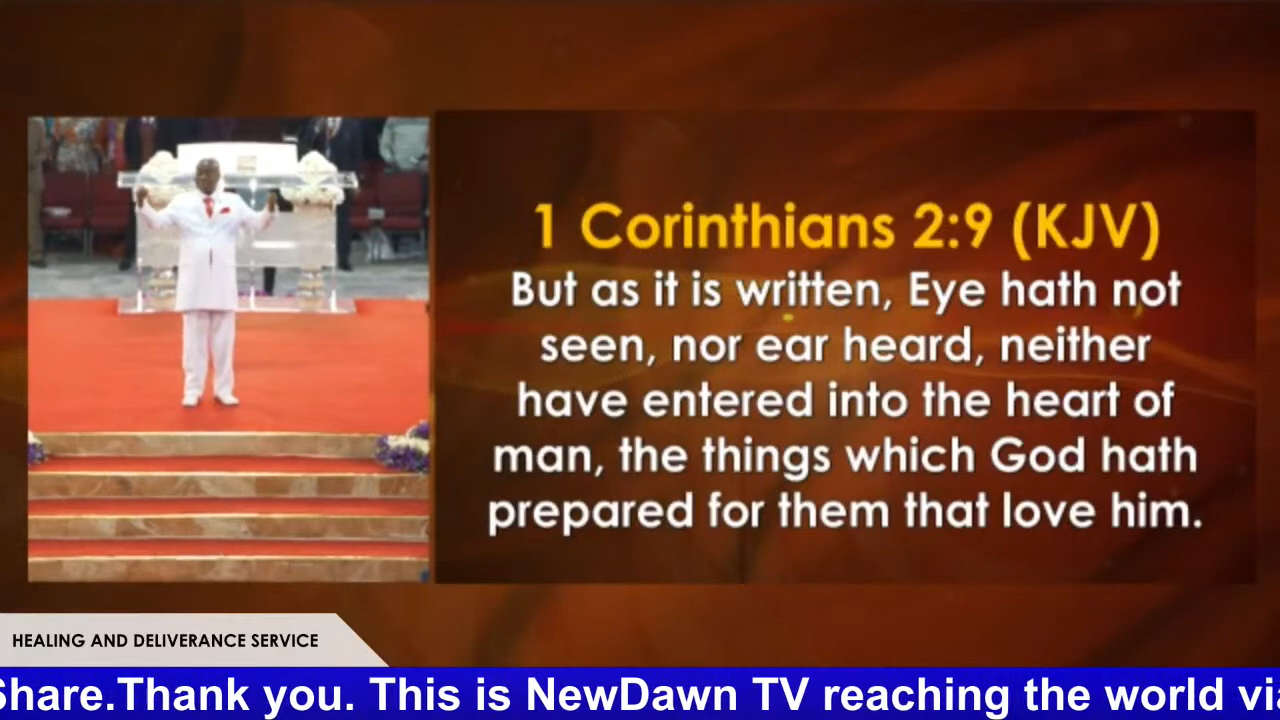 1 Corinthians 2:9 (KJV)
But as it is written, Eye hath not
seen, nor ear heard, neither
have entered into the heart of
man, the things which God hath
prepared for them that love him.
HEALING AND DELIVERANCE SERVICE
Share.Thank you. This is NewDawn TV reaching the world via